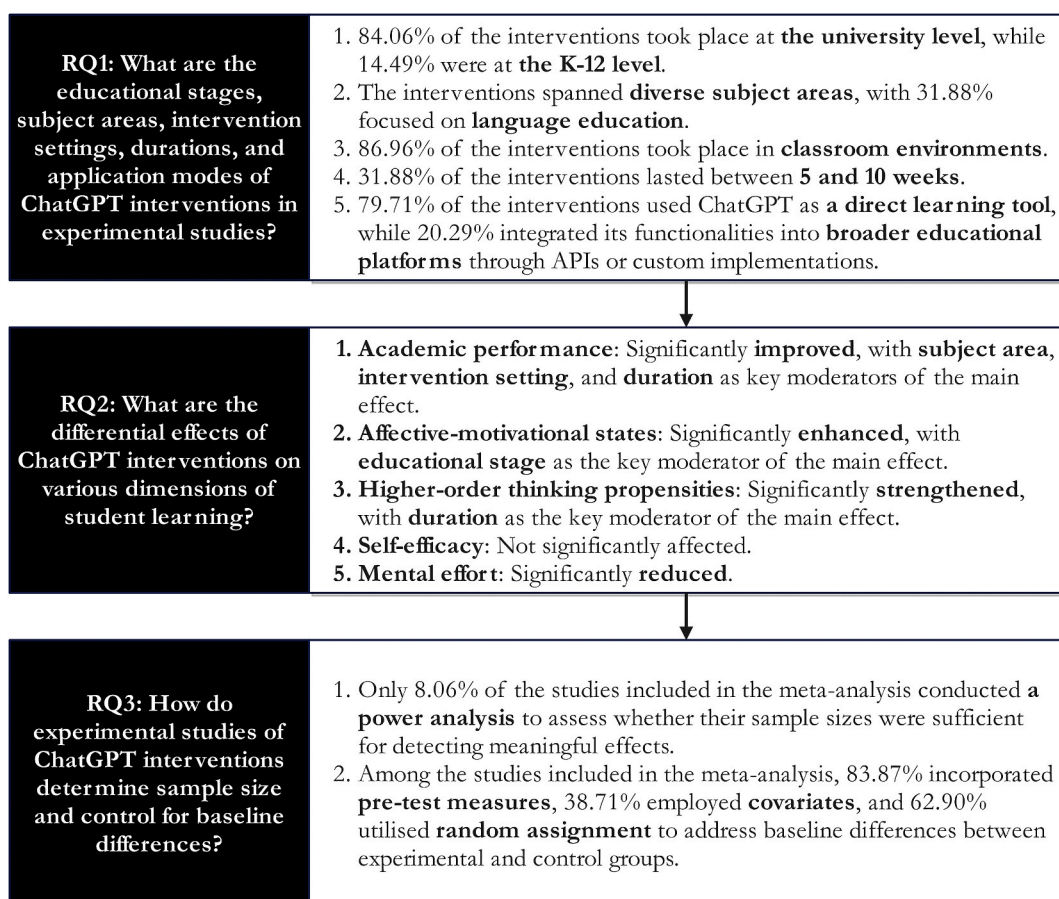 RQ1: What are the
educational stages,
subject areas, intervention
settings, durations, and
application modes of
ChatGPT interventions in
experimental studies?
1. 84.06% of the interventions took place at the university level, while
14.49% were at the K-12 level.
2. The interventions spanned diverse subject areas, with 31.88%
focused on language education.
3. 86.96% of the interventions took place in classroom environments.
4. 31.88% of the interventions lasted between 5 and 10 weeks.
5. 79.71% of the interventions used ChatGPT as a direct learning tool,
while 20.29% integrated its functionalities into broader educational
platforms through APIs or custom implementations.
RQ2: What are the
differential effects of
ChatGPT interventions on
various dimensions of
student learning?
1. Academic performance: Significantly improved, with subject area,
intervention setting, and duration as key moderators of the main
effect.
2. Affective-motivational states: Significantly enhanced, with
educational stage as the key moderator of the main effect.
3. Higher-order thinking propensities: Significantly strengthened,
with duration as the key moderator of the main effect.
4. Self-efficacy: Not significantly affected.
5. Mental effort: Significantly reduced.
RQ3: How do
experimental studies of
ChatGPT interventions
determine sample size
and control for baseline
differences?
1. Only 8.06% of the studies included in the meta-analysis conducted a
power analysis to assess whether their sample sizes were sufficient
for detecting meaningful effects.
2. Among the studies included in the meta-analysis, 83.87% incorporated
pre-test measures, 38.71% employed covariates, and 62.90%
utilised random assignment to address baseline differences between
experimental and control groups.